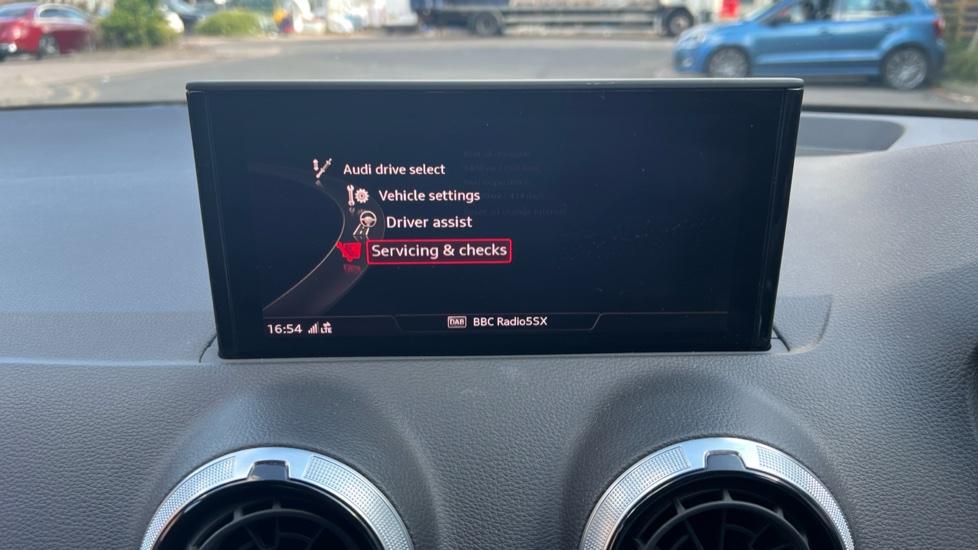 Audi drive select
Vehicle settings
Driver assist
Servicing & checks
16:54 LTE
DAB BBC Radio5SX